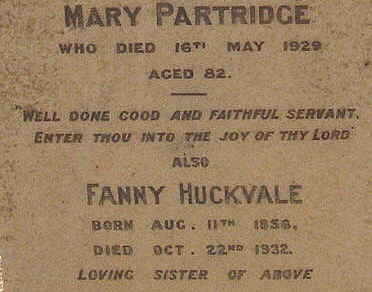 MARY PARTRIDGE
WHO DIED 16TH MAY 1929
AGED 82.
WELL DONE GOOD AND FAITHFUL SERVANT.
ENTER THOU INTO THE JOY OF THY LORD
ALSO
FANNY HUCKVALE
BORN AUG. 11TH 1856,
DIED OCT. 22ND 1932.
LOVING SISTER OF ABOVE